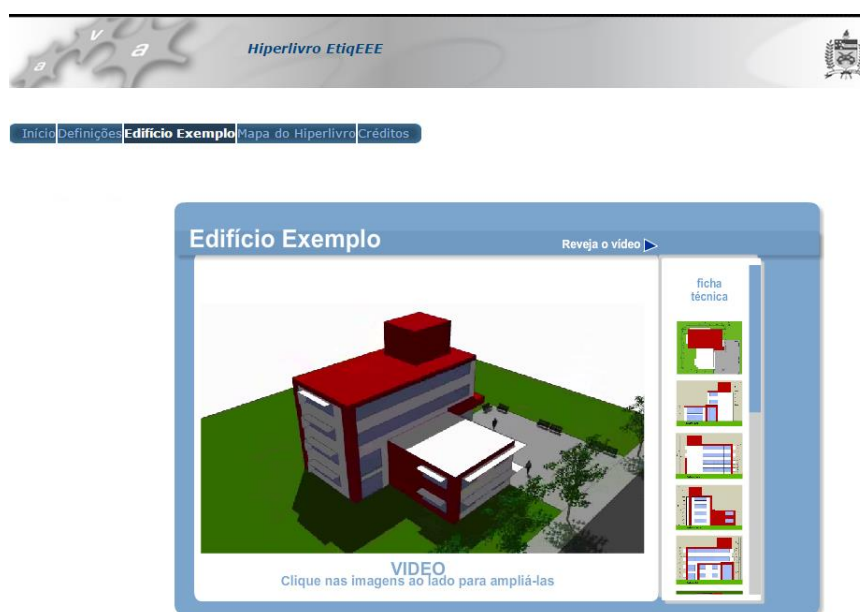 a v a
Hiperlivro EtiqEEE
Início Definições Edifício Exemplo Mapa do Hiperlivro Créditos
Edifício Exemplo
Reveja o vídeo
ficha
técnica
VIDEO
Clique nas imagens ao lado para ampliá-las